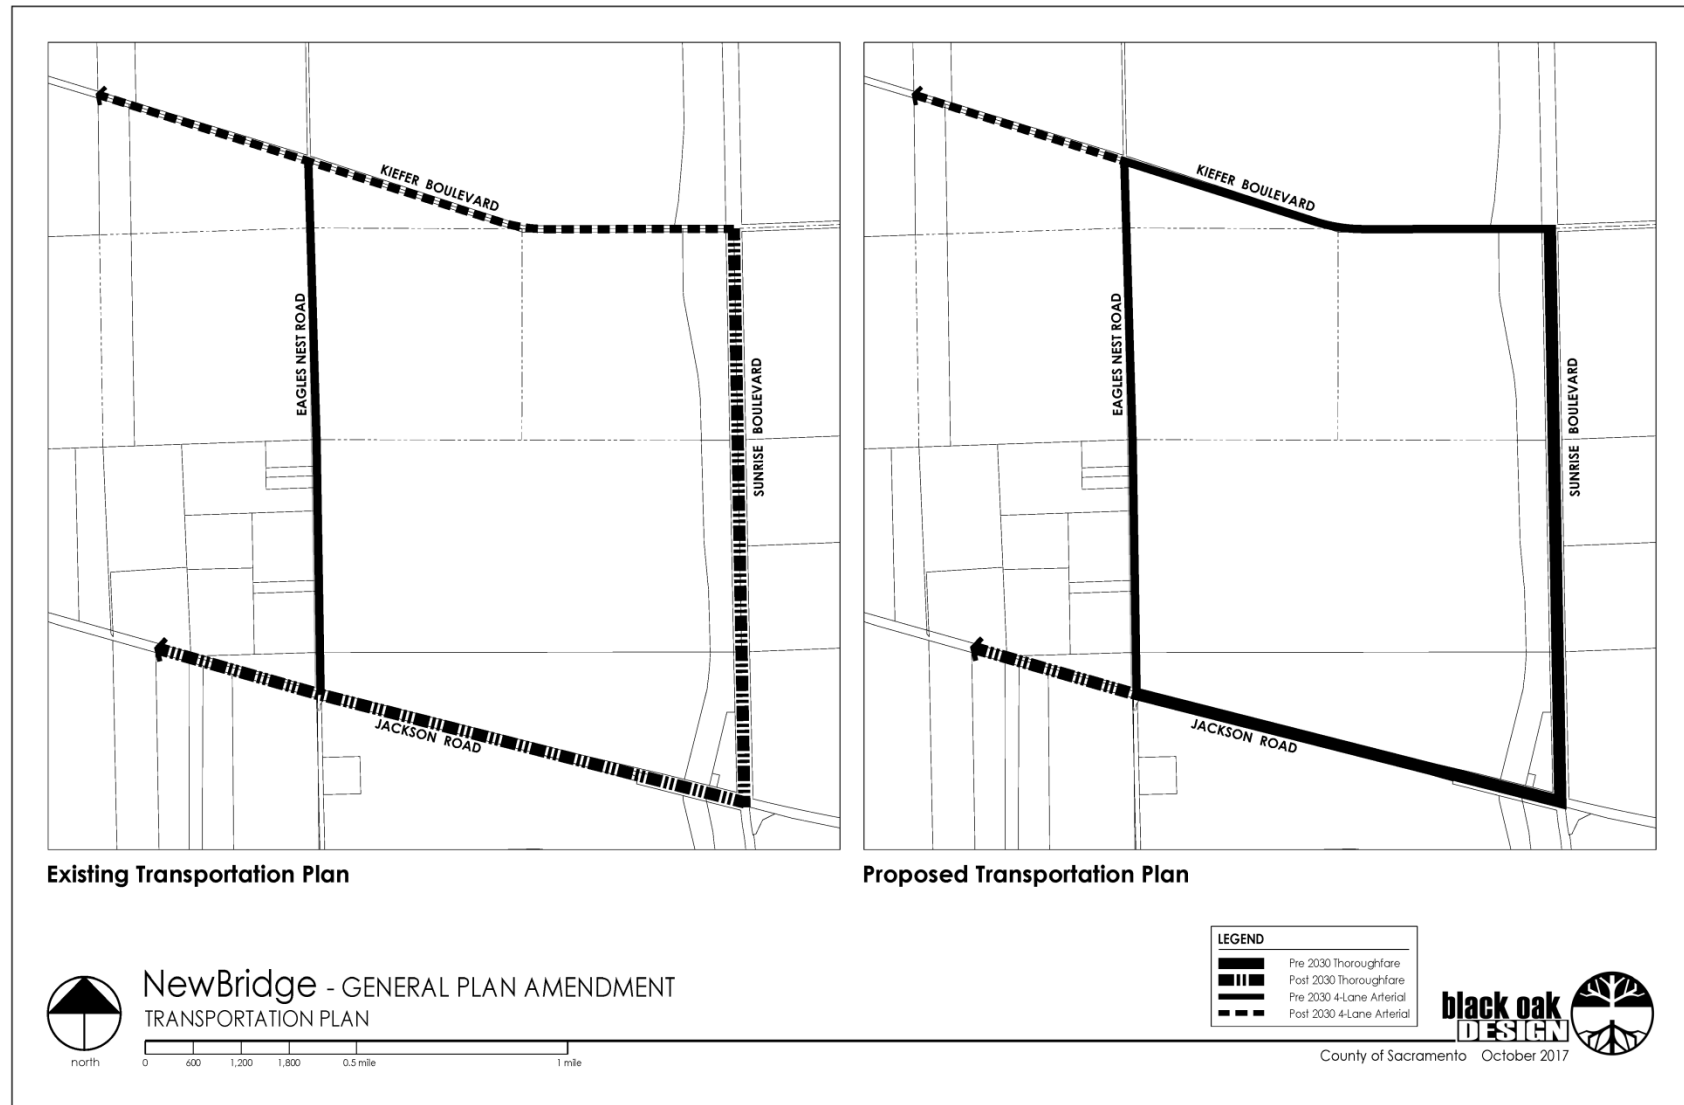 KIEFER BOULEVARD
EAGLES NEST ROAD
SUNRISE BOULEVARD
JACKSON ROAD
Existing Transportation Plan
KIEFER BOULEVARD
EAGLES NEST ROAD
SUNRISE BOULEVARD
JACKSON ROAD
Proposed Transportation Plan
LEGEND
Pre 2030 Thoroughfare
Post 2030 Thoroughfare
Pre 2030 4-Lane Arterial
Post 2030 4-Lane Arterial
north
NewBridge - GENERAL PLAN AMENDMENT
TRANSPORTATION PLAN
0 600 1,200 1,800 0.5 mile 1 mile
black oak
DESIGN
County of Sacramento October 2017